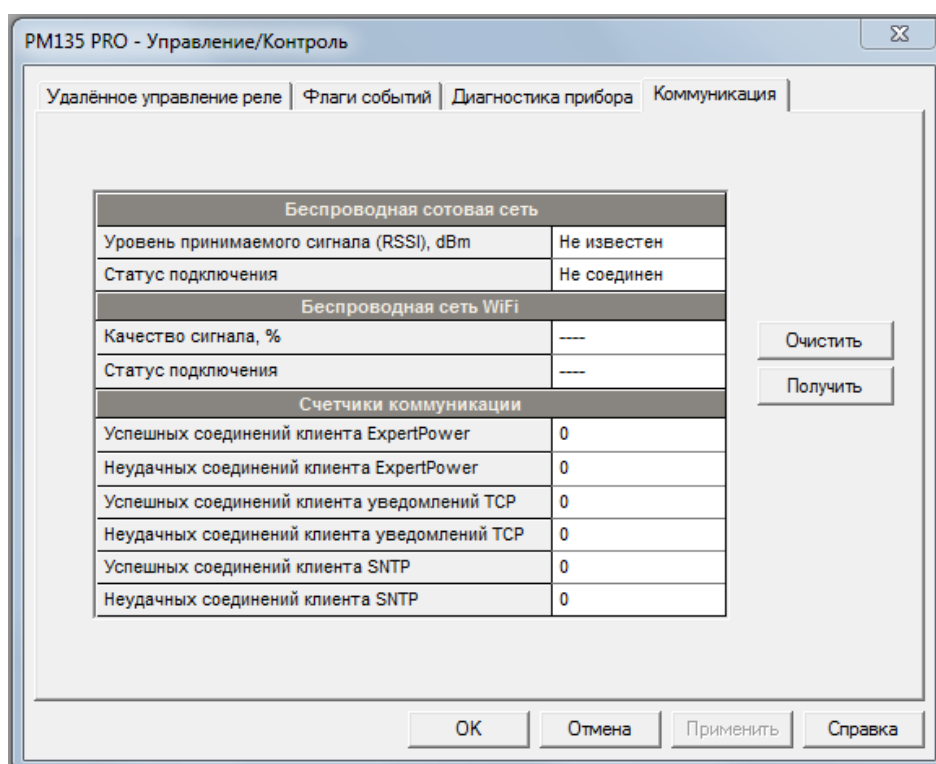 PM135 PRO - Управление/Контроль
Удалённое управление реле Флаги событий Диагностика прибора Коммуникация
Беспроводная сотовая сеть
Уровень принимаемого сигнала (RSSI), dBm Не известен
Статус подключения Не соединен
Беспроводная сеть WiFi
Качество сигнала, % ----
Статус подключения ----
Счетчики коммуникации
Успешных соединений клиента ExpertPower 0
Неудачных соединений клиента ExpertPower 0
Успешных соединений клиента уведомлений TCP 0
Неудачных соединений клиента уведомлений TCP 0
Успешных соединений клиента SNTP 0
Неудачных соединений клиента SNTP 0
Очистить
Получить
OK Отмена Применить Справка